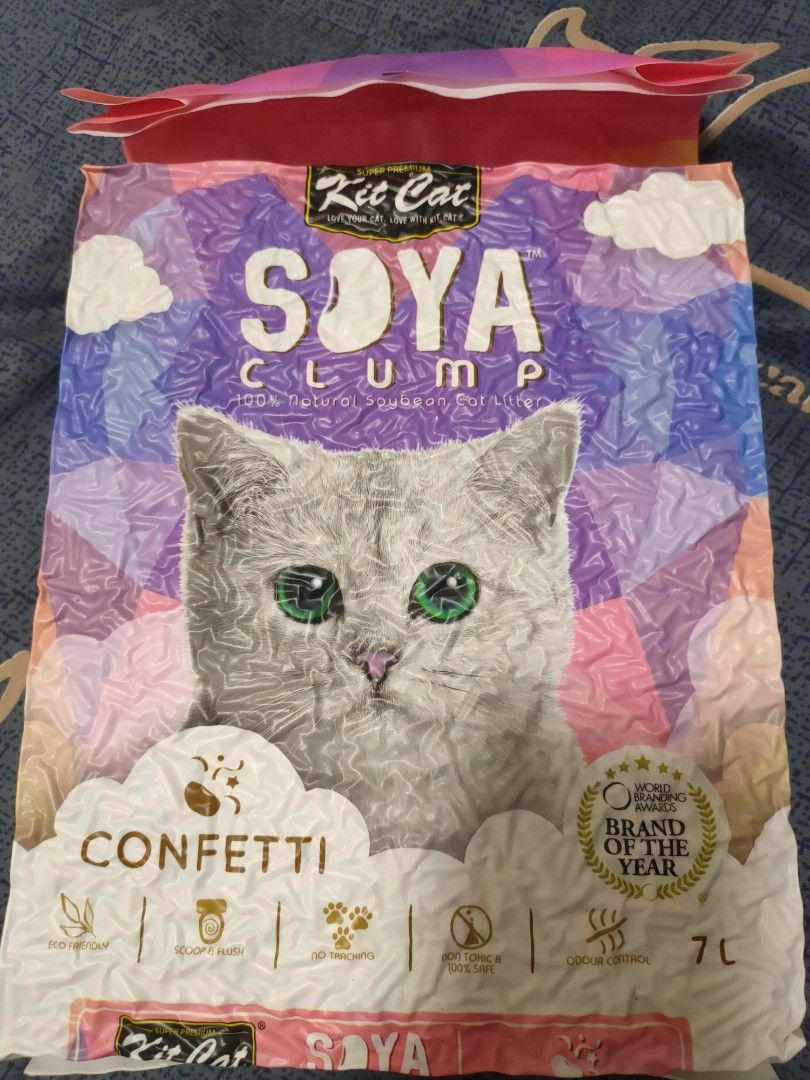 SUPER PREMIUM
Kit Cat
LOVE YOUR CAT. LOVE WITH KIT CAT®
SOYA™
CLUMP
100% Natural Soybean Cat Litter
CONFETTI
WORLD
BRANDING
AWARDS
BRAND
OF THE
YEAR
ECO FRIENDLY
SCOOP & FLUSH
NO TRACKING
NON TOXIC &
100% SAFE
ODOUR CONTROL
7 L
SUPER PREMIUM
Kit Cat®
SOYA